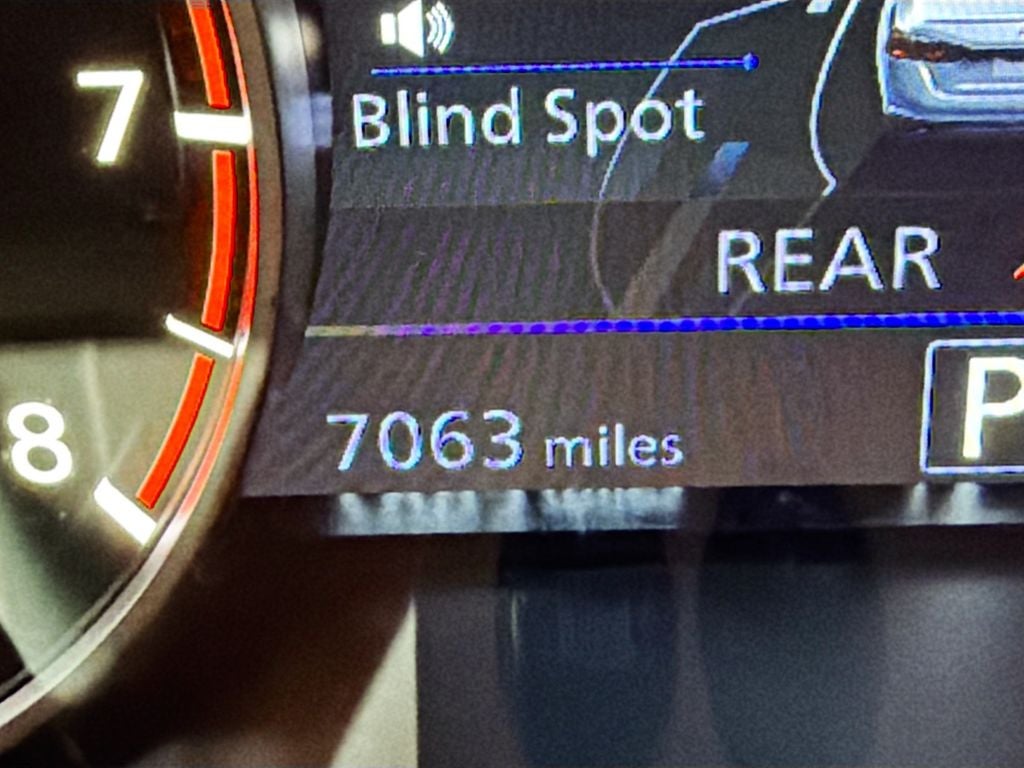 7
Blind Spot
REAR
7063 miles
P
8